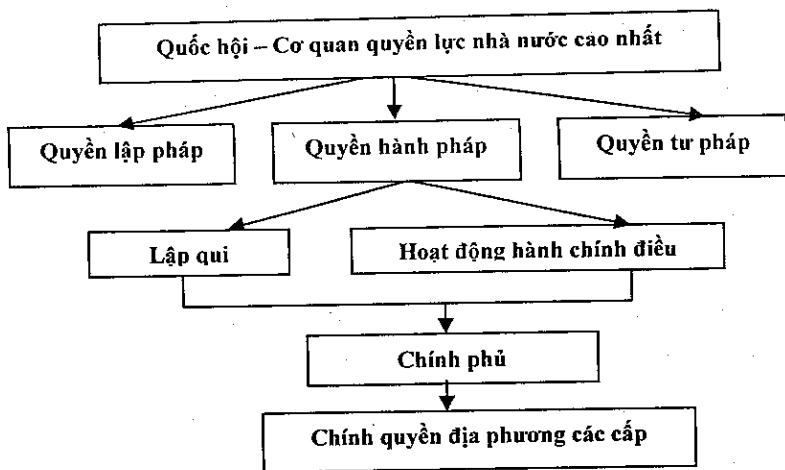 Quốc hội – Cơ quan quyền lực nhà nước cao nhất
Quyền lập pháp
Quyền hành pháp
Quyền tư pháp
Lập qui
Hoạt động hành chính điều
Chính phủ
Chính quyền địa phương các cấp